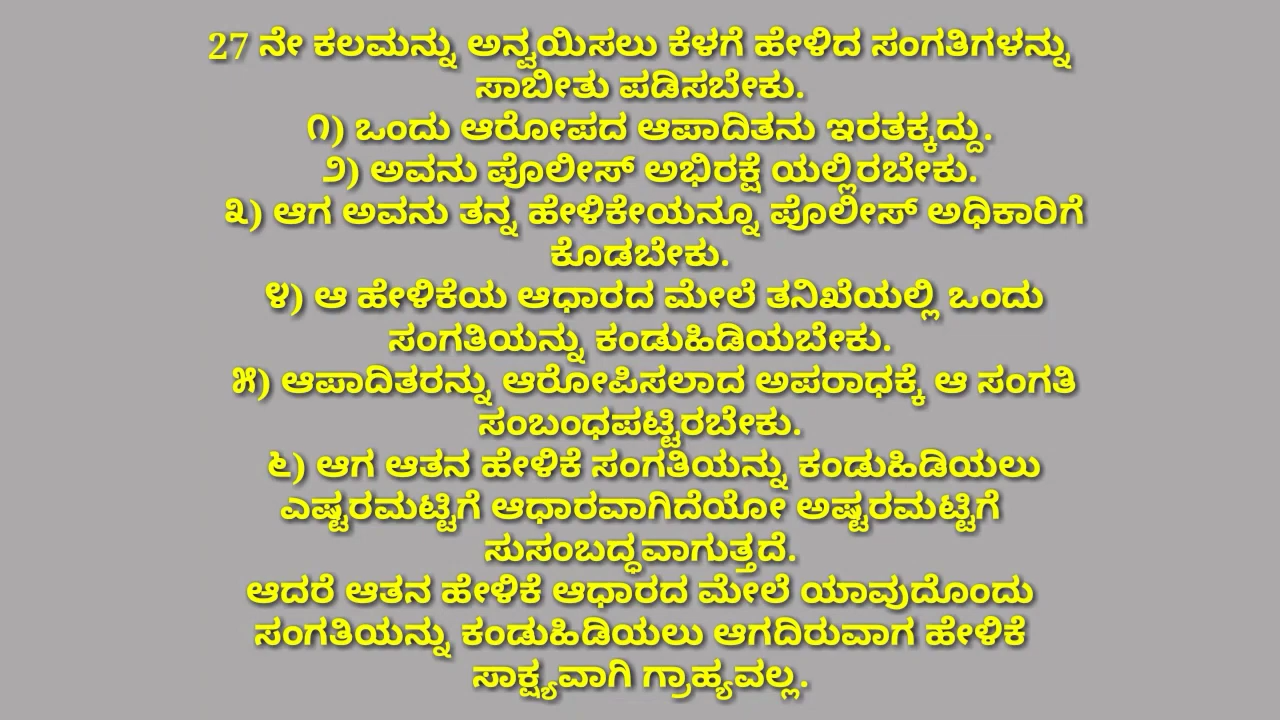 27 ನೇ ಕಲಮನ್ನು ಅನ್ವಯಿಸಲು ಕೆಳಗೆ ಹೇಳಿದ ಸಂಗತಿಗಳನ್ನು
ಸಾಬೀತು ಪಡಿಸಬೇಕು.
೧) ಒಂದು ಆರೋಪದ ಆಪಾದಿತನು ಇರತಕ್ಕದ್ದು.
೨) ಅವನು ಪೊಲೀಸ್ ಅಭಿರಕ್ಷೆ ಯಲ್ಲಿರಬೇಕು.
೩) ಆಗ ಅವನು ತನ್ನ ಹೇಳಿಕೇಯನ್ನೂ ಪೊಲೀಸ್ ಅಧಿಕಾರಿಗೆ
ಕೊಡಬೇಕು.
೪) ಆ ಹೇಳಿಕೆಯ ಆಧಾರದ ಮೇಲೆ ತನಿಖೆಯಲ್ಲಿ ಒಂದು
ಸಂಗತಿಯನ್ನು ಕಂಡುಹಿಡಿಯಬೇಕು.
೫) ಆಪಾದಿತರನ್ನು ಆರೋಪಿಸಲಾದ ಅಪರಾಧಕ್ಕೆ ಆ ಸಂಗತಿ
ಸಂಬಂಧಪಟ್ಟಿರಬೇಕು.
೬) ಆಗ ಆತನ ಹೇಳಿಕೆ ಸಂಗತಿಯನ್ನು ಕಂಡುಹಿಡಿಯಲು
ಎಷ್ಟರಮಟ್ಟಿಗೆ ಆಧಾರವಾಗಿದೆಯೋ ಅಷ್ಟರಮಟ್ಟಿಗೆ
ಸುಸಂಬದ್ಧವಾಗುತ್ತದೆ.
ಆದರೆ ಆತನ ಹೇಳಿಕೆ ಆಧಾರದ ಮೇಲೆ ಯಾವುದೊಂದು
ಸಂಗತಿಯನ್ನು ಕಂಡುಹಿಡಿಯಲು ಆಗದಿರುವಾಗ ಹೇಳಿಕೆ
ಸಾಕ್ಷ್ಯವಾಗಿ ಗ್ರಾಹ್ಯವಲ್ಲ.